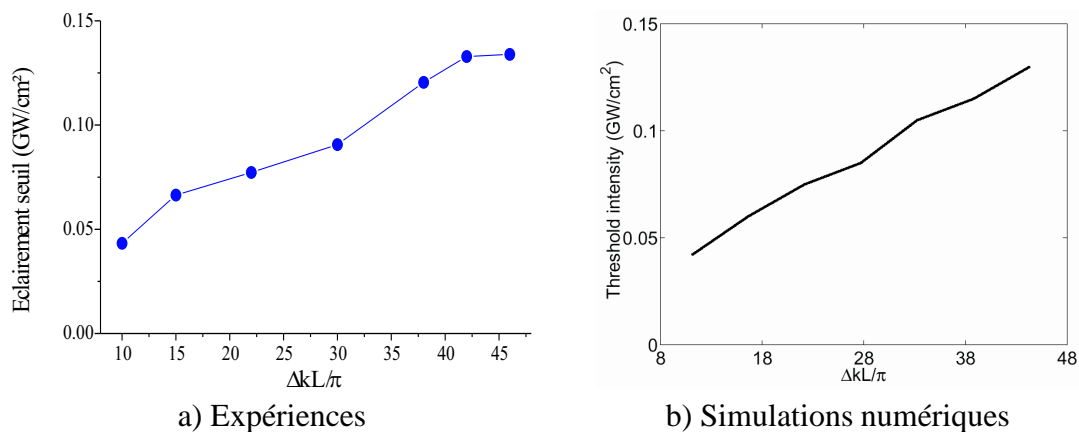 0.15
0.10
0.05
0.00
Eclairement seuil (GW/cm²)
10 15 20 25 30 35 40 45
ΔkL/π
a) Expériences
0.15
0.1
0.05
0
Threshold intensity (GW/cm²)
8 18 28 38 48
ΔkL/π
b) Simulations numériques